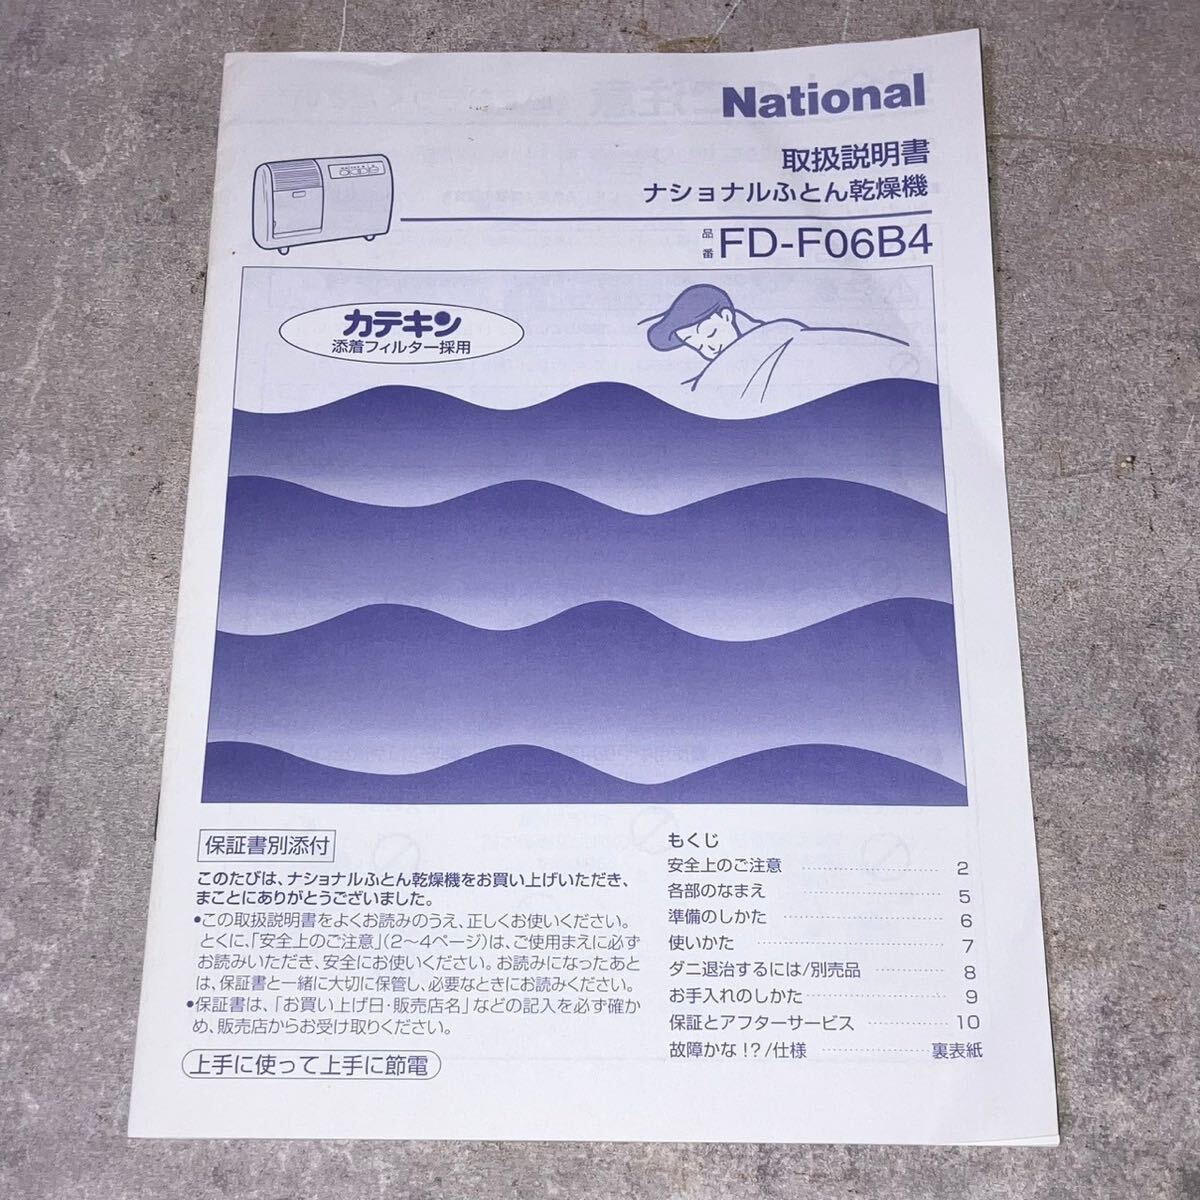 National
取扱説明書
ナショナルふとん乾燥機
品番 FD-F06B4
カテキン
添着フィルター採用
保証書別添付
このたびは、ナショナルふとん乾燥機をお買い上げいただき、
まことにありがとうございました。
●この取扱説明書をよくお読みのうえ、正しくお使いください。
とくに、「安全上のご注意」(2〜4ページ)は、ご使用まえに必ず
お読みいただき、安全にお使いください。お読みになったあと
は、保証書と一緒に大切に保管し、必要なときにお読みください。
●保証書は、「お買い上げ日・販売店名」などの記入を必ず確か
め、販売店からお受け取りください。
上手に使って上手に節電
もくじ
安全上のご注意 ………………… 2
各部のなまえ ………………… 5
準備のしかた ………………… 6
使いかた ………………… 7
ダニ退治するには/別売品 ………… 8
お手入れのしかた ……………… 9
保証とアフターサービス ………… 10
故障かな!?/仕様 …………… 裏表紙